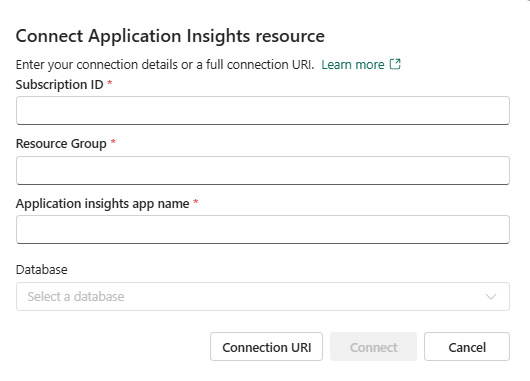 Connect Application Insights resource
Enter your connection details or a full connection URI. Learn more
Subscription ID *
Resource Group *
Application insights app name *
Database
Select a database
Connection URI Connect Cancel